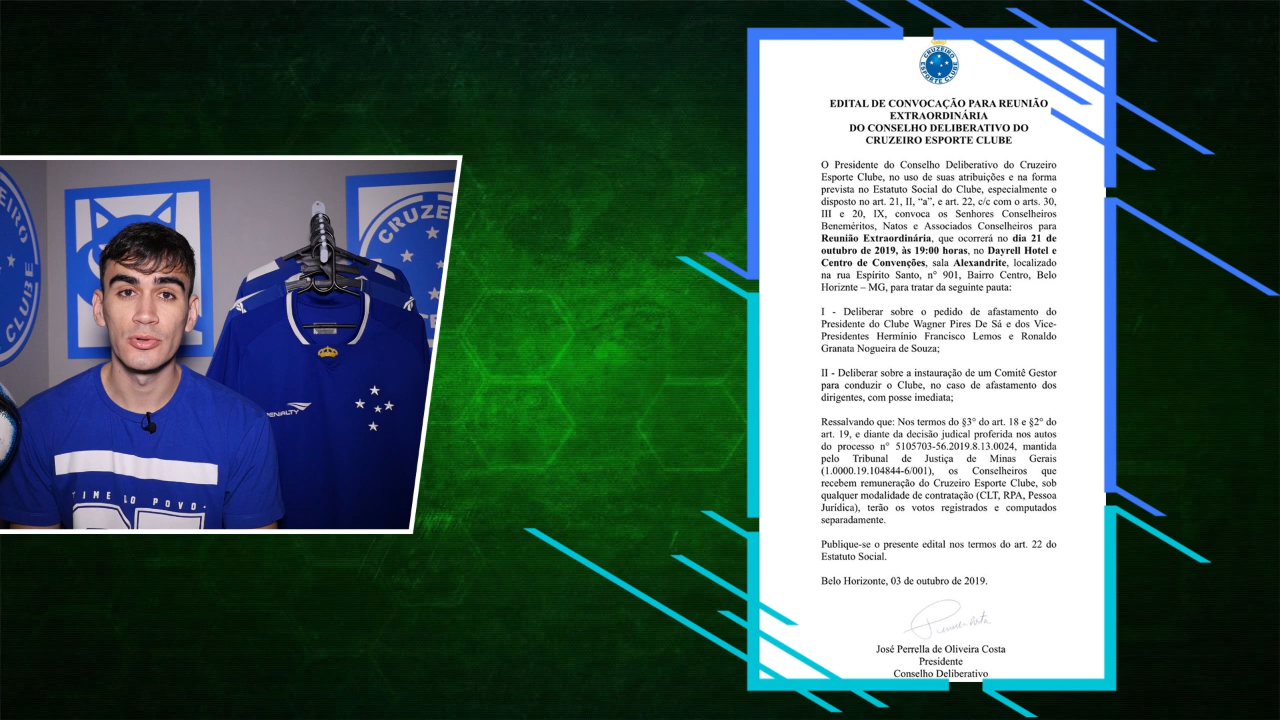 CRUZEIRO
ESPORTE CLUBE
EDITAL DE CONVOCAÇÃO PARA REUNIÃO
EXTRAORDINÁRIA
DO CONSELHO DELIBERATIVO DO
CRUZEIRO ESPORTE CLUBE
O Presidente do Conselho Deliberativo do Cruzeiro
Esporte Clube, no uso de suas atribuições e na forma
prevista no Estatuto Social do Clube, especialmente o
disposto no art. 21, II, “a”, e art. 22, c/c com o arts. 30,
III e 20, IX, convoca os Senhores Conselheiros
Beneméritos, Natos e Associados Conselheiros para
Reunião Extraordinária, que ocorrerá no dia 21 de
outubro de 2019, às 19:00 horas, no Dayrell Hotel e
Centro de Convenções, sala Alexandrite, localizado
na rua Espírito Santo, n° 901, Bairro Centro, Belo
Horiznte – MG, para tratar da seguinte pauta:
I - Deliberar sobre o pedido de afastamento do
Presidente do Clube Wagner Pires De Sá e dos Vice-
Presidentes Hermínio Francisco Lemos e Ronaldo
Granata Nogueira de Souza;
II - Deliberar sobre a instauração de um Comitê Gestor
para conduzir o Clube, no caso de afastamento dos
dirigentes, com posse imediata;
Ressalvando que: Nos termos do §3° do art. 18 e §2° do
art. 19, e diante da decisão judicial proferida nos autos
do processo n° 5105703-56.2019.8.13.0024, mantida
pelo Tribunal de Justiça de Minas Gerais
(1.0000.19.104844-6/001), os Conselheiros que
recebem remuneração do Cruzeiro Esporte Clube, sob
qualquer modalidade de contratação (CLT, RPA, Pessoa
Jurídica), terão os votos registrados e computados
separadamente.
Publique-se o presente edital nos termos do art. 22 do
Estatuto Social.
Belo Horizonte, 03 de outubro de 2019.
José Perrella de Oliveira Costa
Presidente
Conselho Deliberativo
EIRO
CLUBE
CRUZE
PENALTY
TIME DO POVO